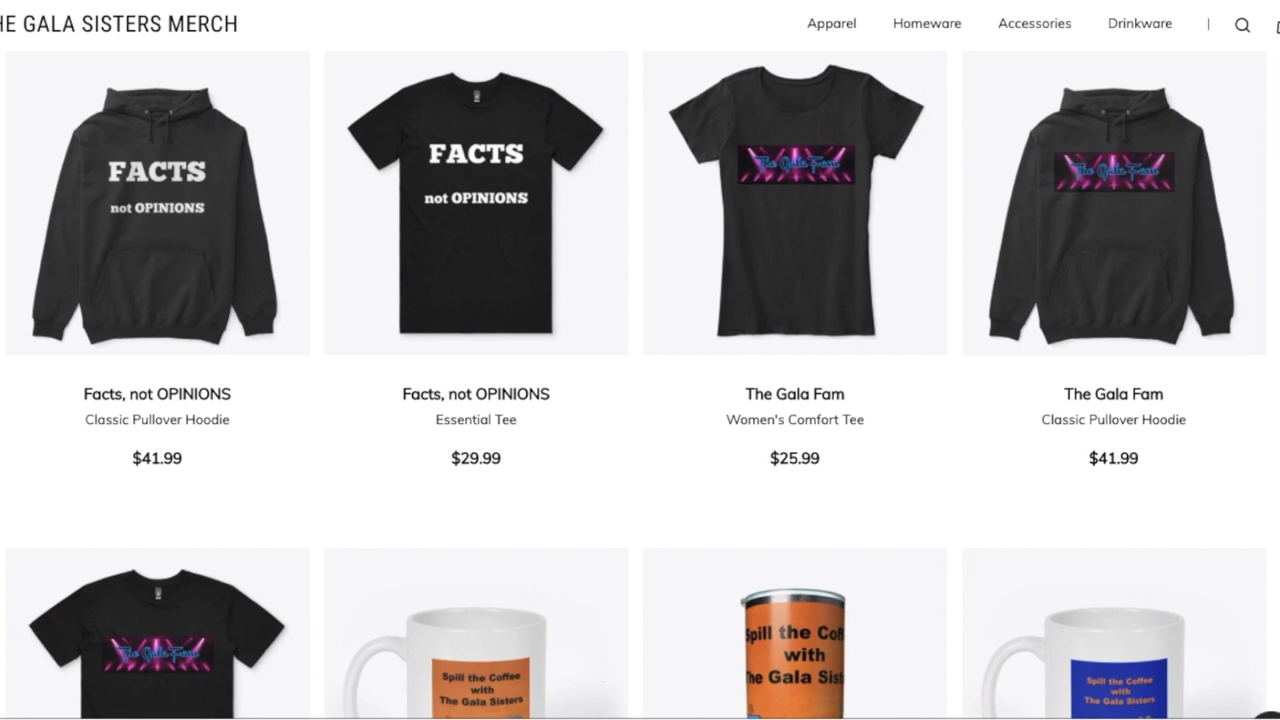 HE GALA SISTERS MERCH
Apparel Homeware Accessories Drinkware |
FACTS
not OPINIONS
FACTS
not OPINIONS
The Gala Fam
The Gala Fam
Facts, not OPINIONS
Classic Pullover Hoodie
$41.99
Facts, not OPINIONS
Essential Tee
$29.99
The Gala Fam
Women's Comfort Tee
$25.99
The Gala Fam
Classic Pullover Hoodie
$41.99
The Gala Fam
Spill the Coffee
with
The Gala Sisters
Spill the Coff
with
The Gala Sist
Spill the Coffee
with
The Gala Sisters